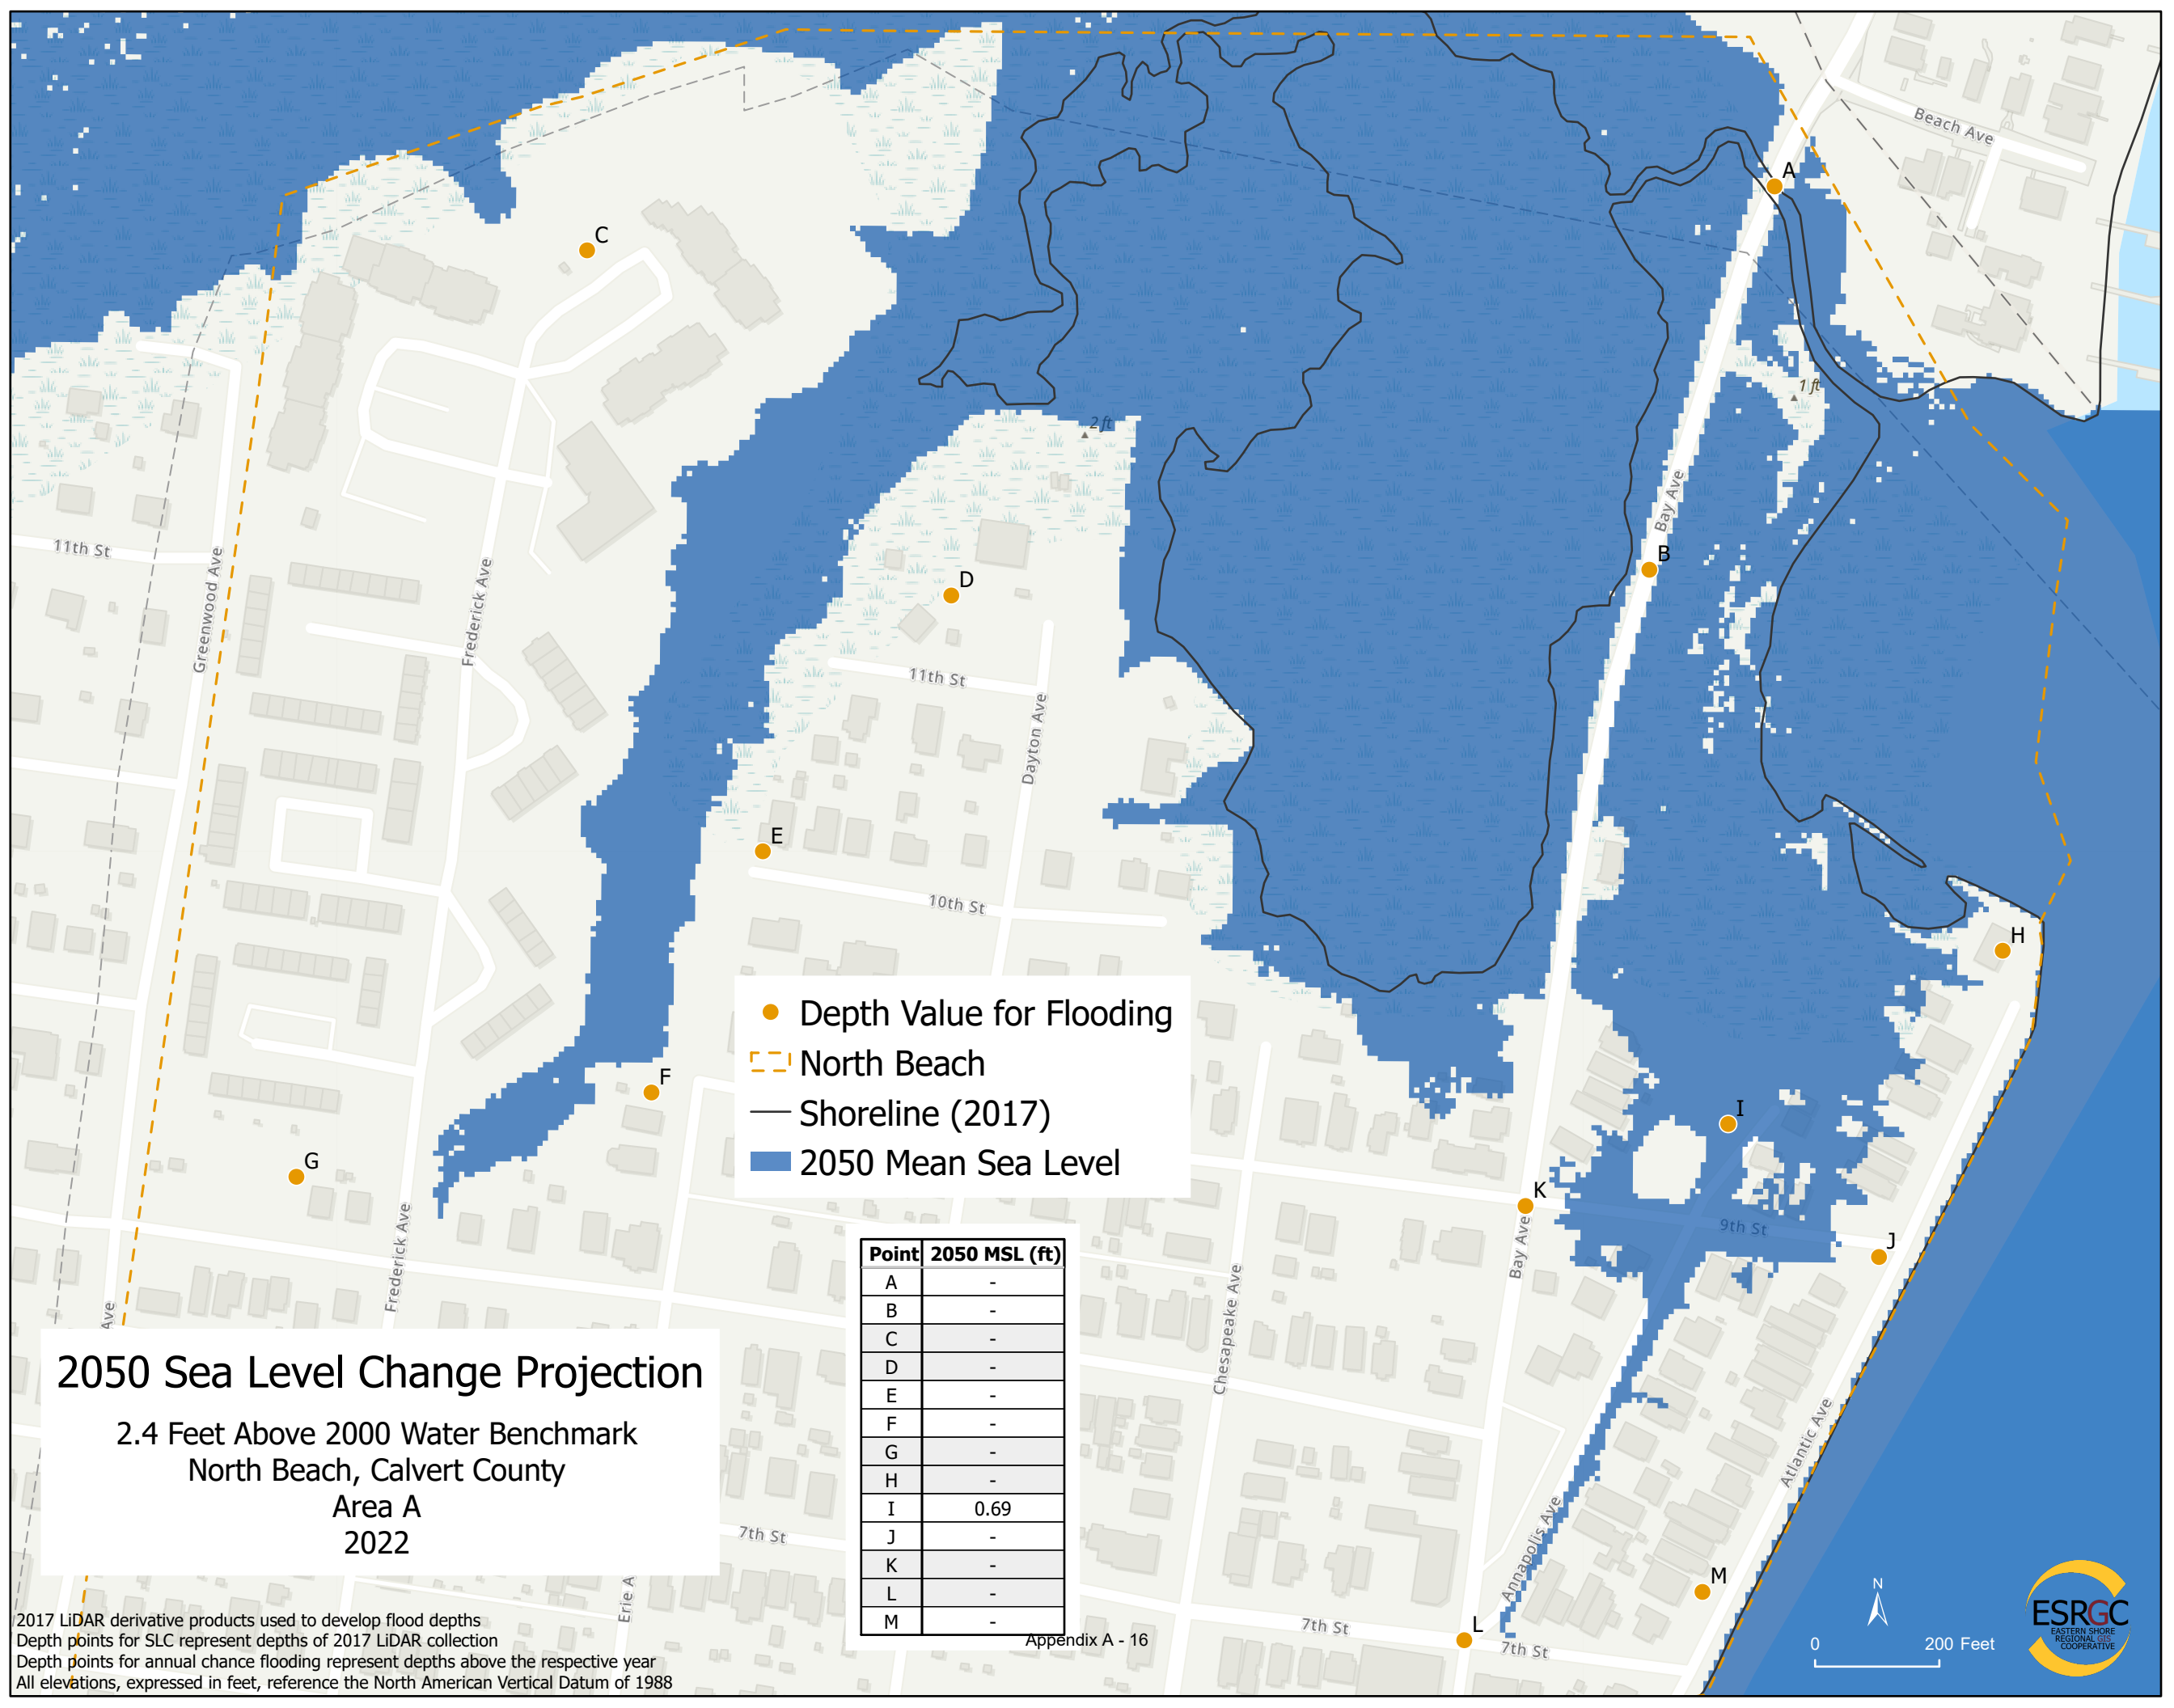 Beach Ave
A
C
1 ft
2 ft
Bay Ave
B
11th St
Greenwood Ave
Frederick Ave
D
11th St
Dayton Ave
E
10th St
H
F
I
G
K
9th St
J
Frederick Ave
Bay Ave
Chesapeake Ave
Ave
Atlantic Ave
Annapolis Ave
7th St
Erie A
M
L
7th St
7th St
Depth Value for Flooding
North Beach
Shoreline (2017)
2050 Mean Sea Level
Point 2050 MSL (ft)
A -
B -
C -
D -
E -
F -
G -
H -
I 0.69
J -
K -
L -
M -
2050 Sea Level Change Projection
2.4 Feet Above 2000 Water Benchmark
North Beach, Calvert County
Area A
2022
2017 LiDAR derivative products used to develop flood depths
Depth points for SLC represent depths of 2017 LiDAR collection
Depth points for annual chance flooding represent depths above the respective year
All elevations, expressed in feet, reference the North American Vertical Datum of 1988
Appendix A - 16
N
0 200 Feet
ESRGC
EASTERN SHORE
REGIONAL GIS
COOPERATIVE